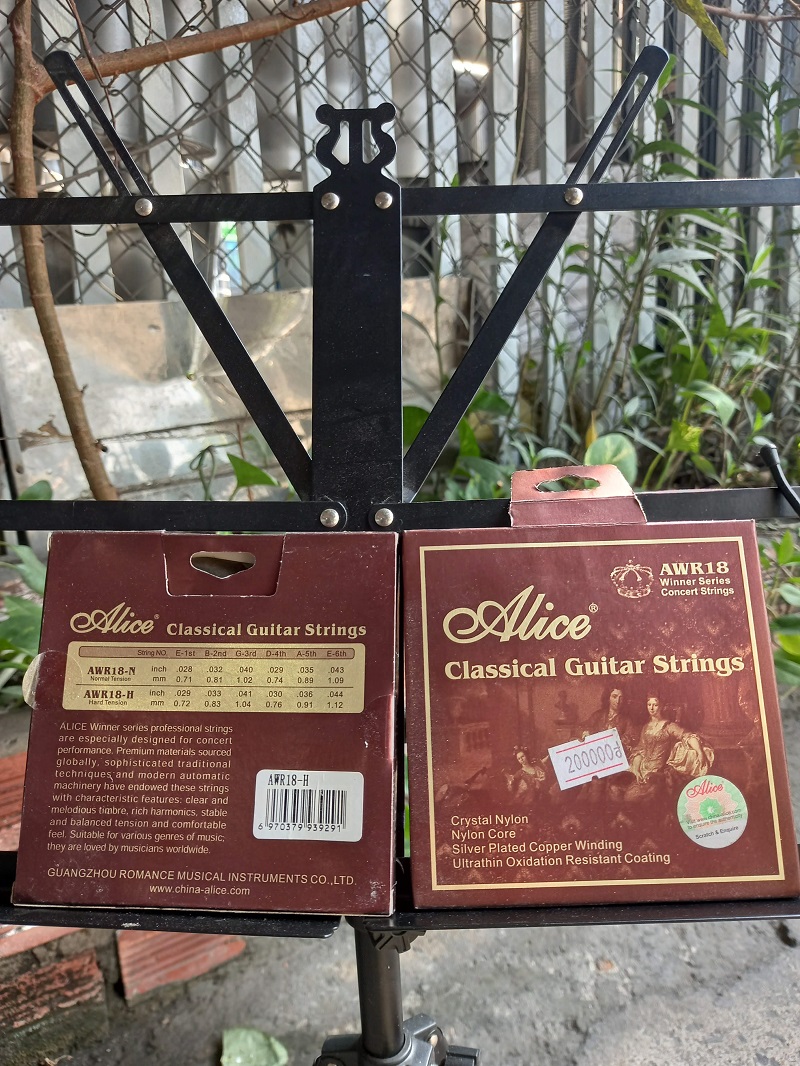 Alice® Classical Guitar Strings
String NO. E-1st B-2nd G-3rd D-4th A-5th E-6th
AWR18-N inch .028 .032 .040 .029 .035 .043
Normal Tension mm 0.71 0.81 1.02 0.74 0.89 1.09
AWR18-H inch .029 .033 .041 .030 .036 .044
Hard Tension mm 0.72 0.83 1.04 0.76 0.91 1.12
ALICE Winner series professional strings
are especially designed for concert
performance. Premium materials sourced
globally, sophisticated traditional
techniques and modern automatic
machinery have endowed these strings
with characteristic features: clear and
melodious timbre, rich harmonics, stable
and balanced tension and comfortable
feel. Suitable for various genres of music;
they are loved by musicians worldwide.
AWR18-H
6 970379 939291
GUANGZHOU ROMANCE MUSICAL INSTRUMENTS CO.,LTD.
www.china-alice.com
AWR18
Winner Series
Concert Strings
Alice®
Classical Guitar Strings
200000đ
Alice
Scratch & Enquire
Crystal Nylon
Nylon Core
Silver Plated Copper Winding
Ultrathin Oxidation Resistant Coating